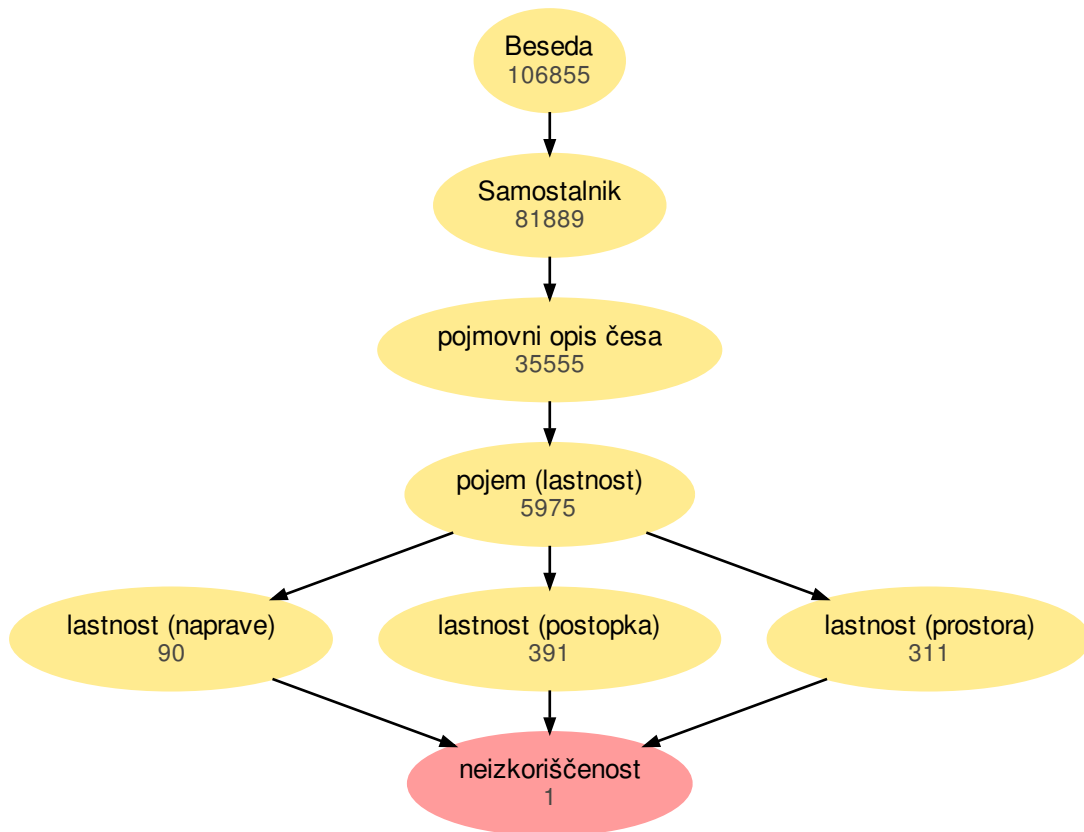 Beseda
106855
Samostalnik
81889
pojmovni opis česa
35555
pojem (lastnost)
5975
lastnost (naprave)
90
lastnost (postopka)
391
lastnost (prostora)
311
neizkoriščenost
1